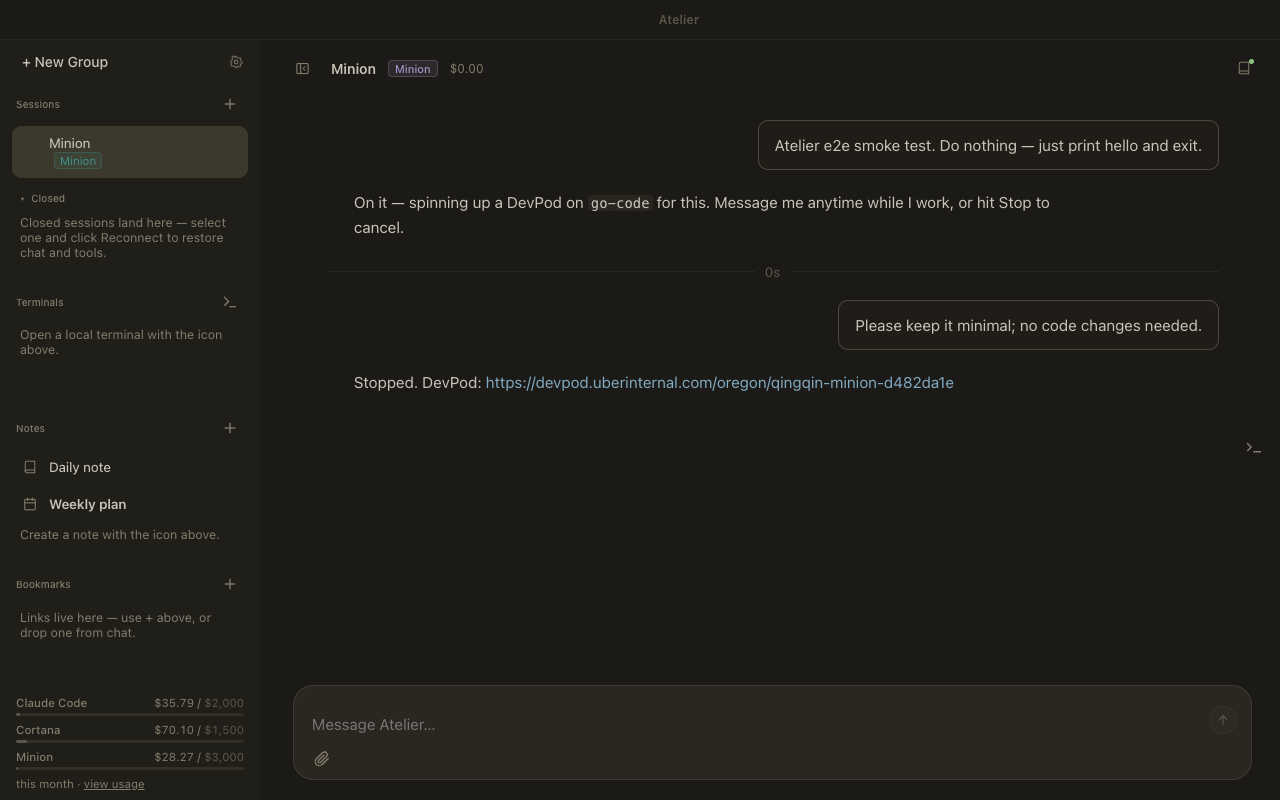 Atelier
+ New Group
Sessions
Minion
Minion
Closed
Closed sessions land here — select
one and click Reconnect to restore
chat and tools.
Terminals
Open a local terminal with the icon
above.
Notes
Daily note
Weekly plan
Create a note with the icon above.
Bookmarks
Links live here — use + above, or
drop one from chat.
Claude Code $35.79 / $2,000
Cortana $70.10 / $1,500
Minion $28.27 / $3,000
this month · view usage
Minion Minion $0.00
Atelier e2e smoke test. Do nothing — just print hello and exit.
On it — spinning up a DevPod on go-code for this. Message me anytime while I work, or hit Stop to
cancel.
0s
Please keep it minimal; no code changes needed.
Stopped. DevPod: https://devpod.uberinternal.com/oregon/qingqin-minion-d482da1e
Message Atelier...